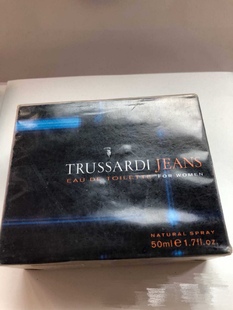 TRUSSARDI JEANS
EAU DE TOILETTE FOR WOMEN
NATURAL SPRAY
50ml e 1.7fl.oz.